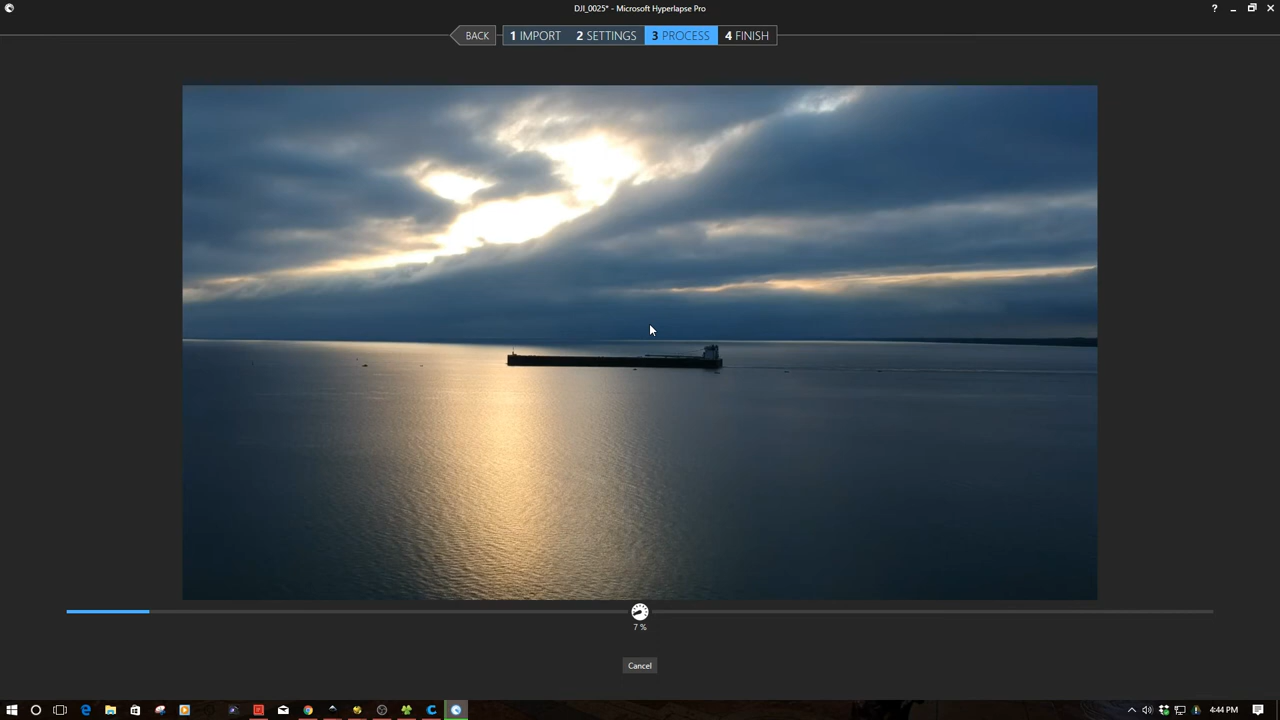 DJI_0025* - Microsoft Hyperlapse Pro
?
BACK
1 IMPORT
2 SETTINGS
3 PROCESS
4 FINISH
7 %
Cancel
4:44 PM